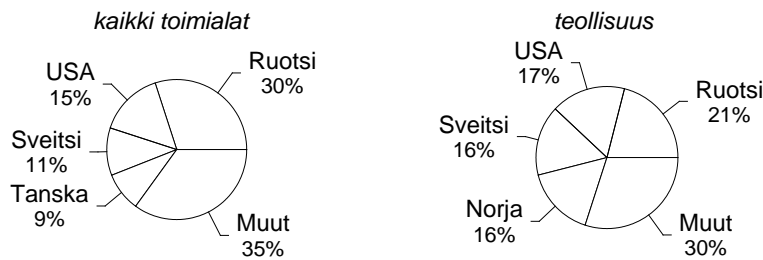 kaikki toimialat
Ruotsi
30%
USA
15%
Sveitsi
11%
Tanska
9%
Muut
35%
teollisuus
USA
17%
Ruotsi
21%
Sveitsi
16%
Norja
16%
Muut
30%